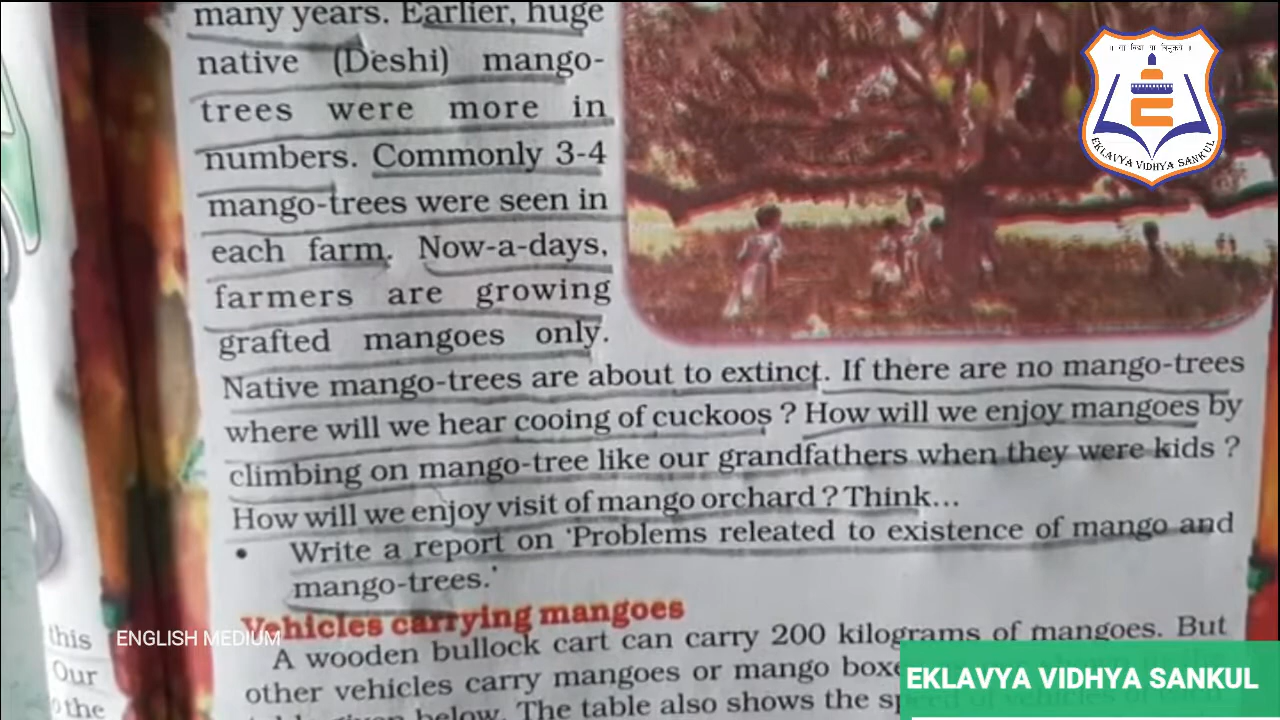 many years. Earlier, huge
native (Deshi) mango-
trees were more in
numbers. Commonly 3-4
mango-trees were seen in
each farm. Now-a-days,
farmers are growing
grafted mangoes only.
Native mango-trees are about to extinct. If there are no mango-trees
where will we hear cooing of cuckoos ? How will we enjoy mangoes by
climbing on mango-tree like our grandfathers when they were kids ?
How will we enjoy visit of mango orchard ? Think...
• Write a report on 'Problems releated to existence of mango and
mango-trees.'
Vehicles carrying mangoes
A wooden bullock cart can carry 200 kilograms of mangoes. But
other vehicles carry mangoes or mango
given below. The table also shows the
this
Our
the
ENGLISH MEDIUM
EKLAVYA VIDHYA SANKUL
EKLAVYA VIDHYA SANKUL